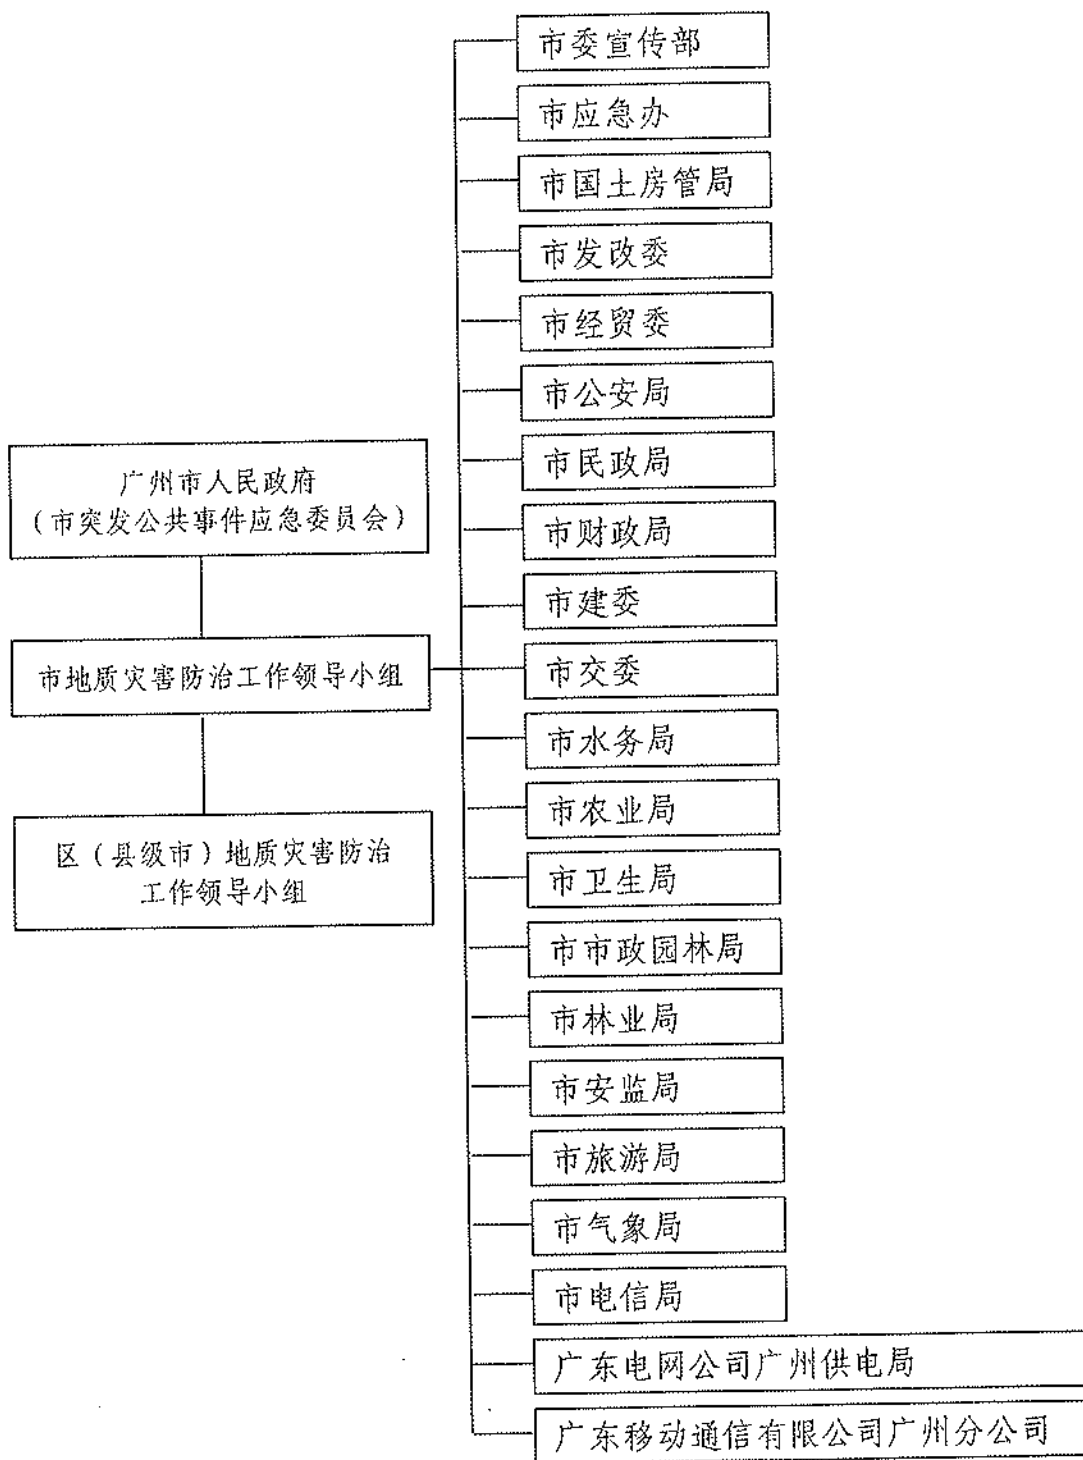 广州市人民政府
（市突发公共事件应急委员会）
市地质灾害防治工作领导小组
区（县级市）地质灾害防治
工作领导小组
市委宣传部
市应急办
市国土房管局
市发改委
市经贸委
市公安局
市民政局
市财政局
市建委
市交委
市水务局
市农业局
市卫生局
市市政园林局
市林业局
市安监局
市旅游局
市气象局
市电信局
广东电网公司广州供电局
广东移动通信有限公司广州分公司